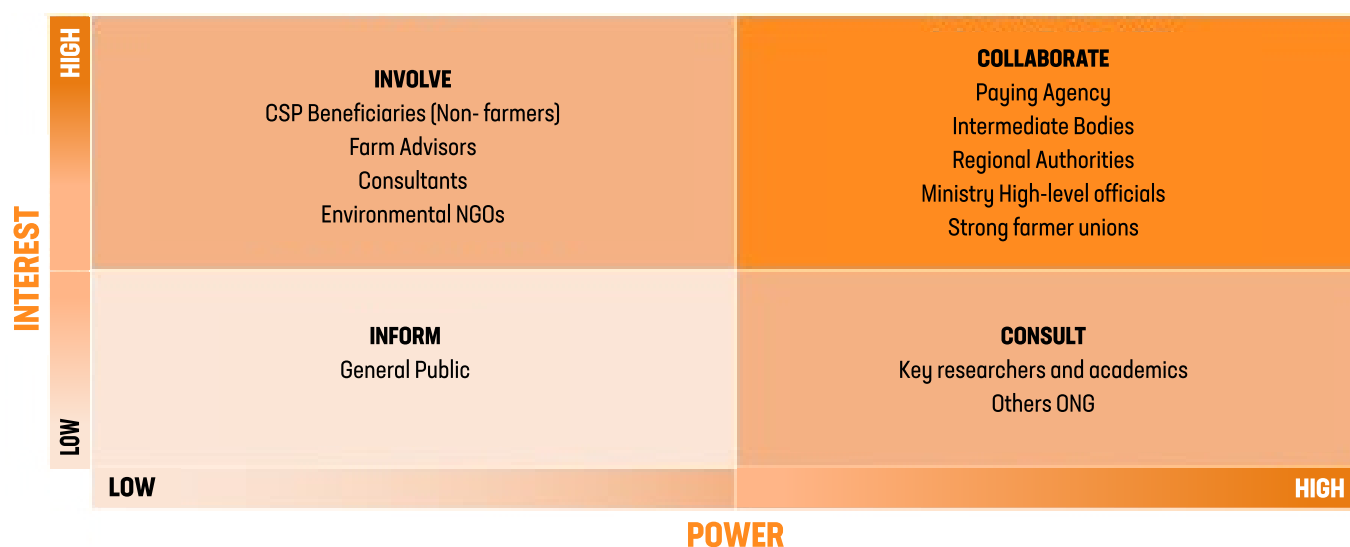 HIGH
INVOLVE
CSP Beneficiaries (Non- farmers)
Farm Advisors
Consultants
Environmental NGOs
COLLABORATE
Paying Agency
Intermediate Bodies
Regional Authorities
Ministry High-level officials
Strong farmer unions
INTEREST
INFORM
General Public
CONSULT
Key researchers and academics
Others ONG
LOW
LOW
HIGH
POWER